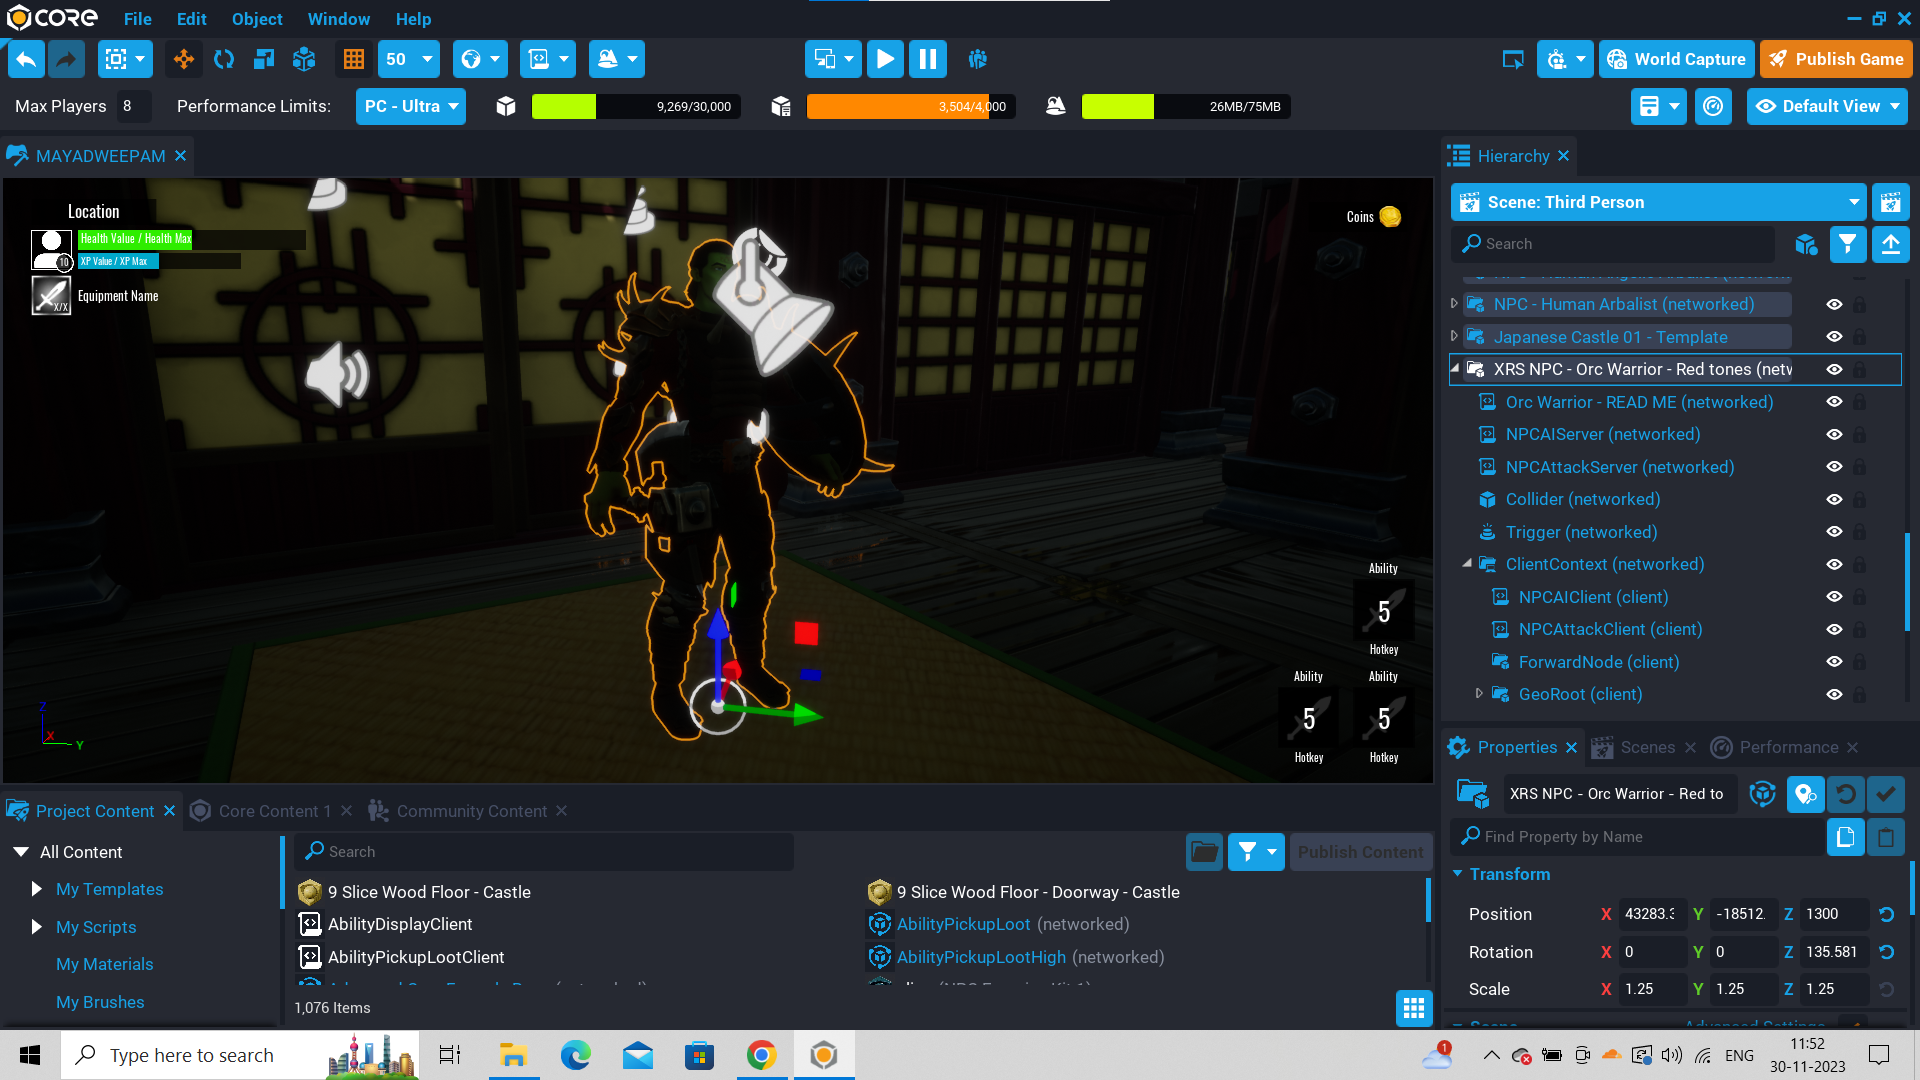 CORE File Edit Object Window Help
50
World Capture Publish Game
Max Players 8 Performance Limits: PC - Ultra 9,269/30,000 3,504/4,000 26MB/75MB Default View
MAYADWEEPAM
Location
Health Value / Health Max
XP Value / XP Max
10
Equipment Name
X/X
Coins
Ability
5
Hotkey
Ability
5
Hotkey
Ability
5
Hotkey
Z
X
Y
Hierarchy
Scene: Third Person
Search
NPC - Human Arbalist (networked)
Japanese Castle 01 - Template
XRS NPC - Orc Warrior - Red tones (netw
Orc Warrior - READ ME (networked)
NPCAIServer (networked)
NPCAttackServer (networked)
Collider (networked)
Trigger (networked)
ClientContext (networked)
NPCAIClient (client)
NPCAttackClient (client)
ForwardNode (client)
GeoRoot (client)
Properties Scenes Performance
XRS NPC - Orc Warrior - Red to
Find Property by Name
Transform
Position X 43283.3 Y -18512. Z 1300
Rotation X 0 Y 0 Z 135.581
Scale X 1.25 Y 1.25 Z 1.25
Project Content Core Content 1 Community Content
All Content
My Templates
My Scripts
My Materials
My Brushes
Search
Publish Content
9 Slice Wood Floor - Castle
9 Slice Wood Floor - Doorway - Castle
AbilityDisplayClient
AbilityPickupLoot (networked)
AbilityPickupLootClient
AbilityPickupLootHigh (networked)
1,076 Items
Type here to search
1
ENG
11:52
30-11-2023